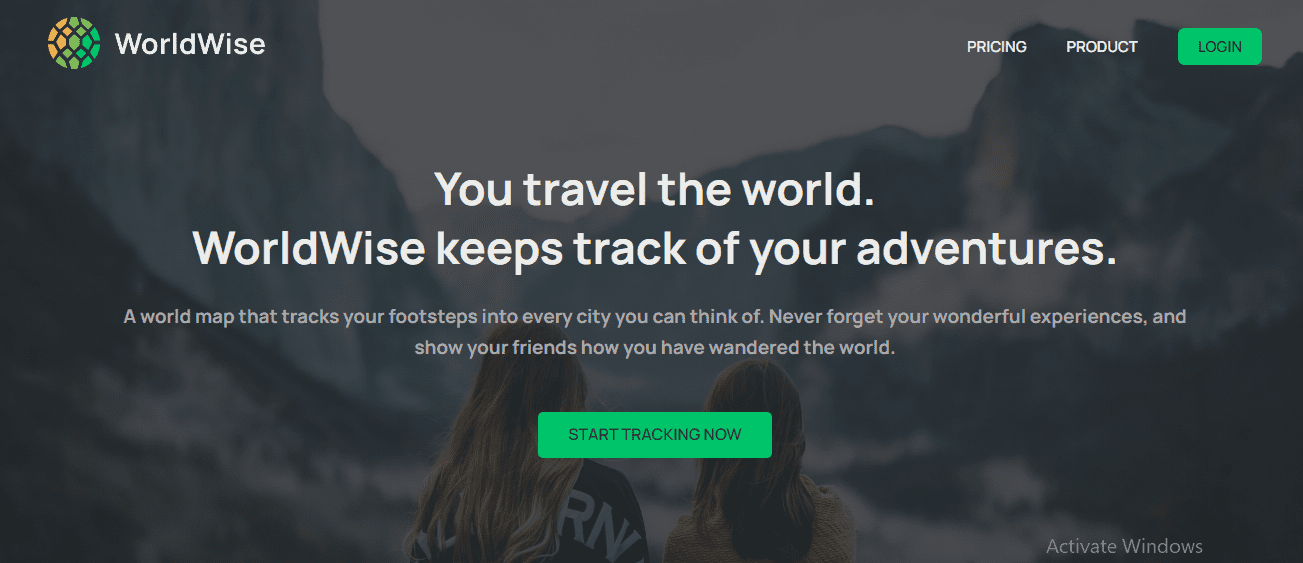 WorldWise
PRICING PRODUCT LOGIN
You travel the world.
WorldWise keeps track of your adventures.
A world map that tracks your footsteps into every city you can think of. Never forget your wonderful experiences, and
show your friends how you have wandered the world.
START TRACKING NOW
Activate Windows